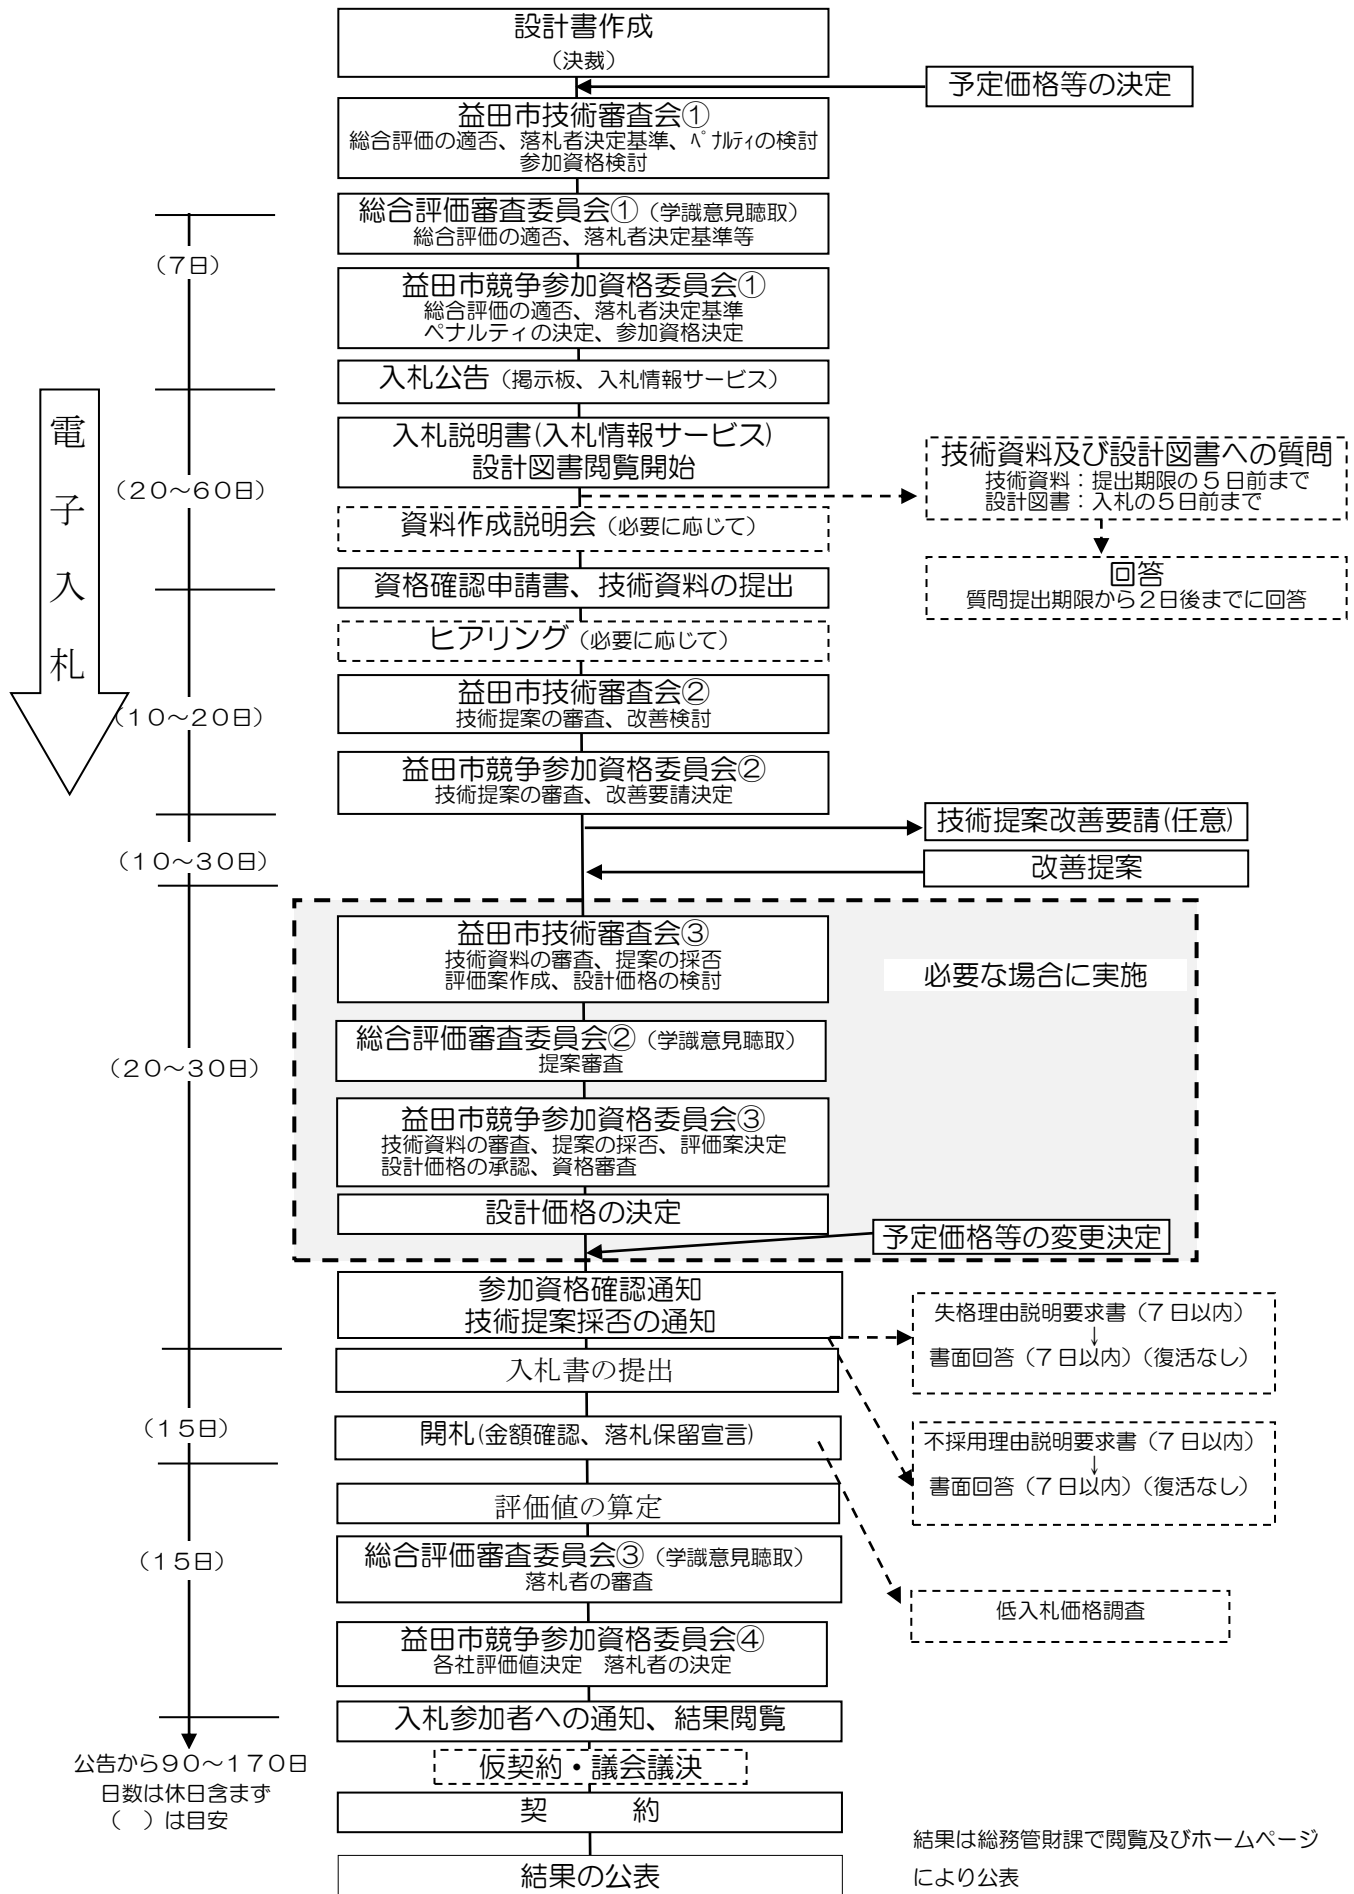 設計書作成
（決裁）
予定価格等の決定
益田市技術審査会①
総合評価の適否、落札者決定基準、ﾍﾟﾅﾙﾃｨの検討
参加資格検討
総合評価審査委員会①（学識意見聴取）
総合評価の適否、落札者決定基準等
（7日）
益田市競争参加資格委員会①
総合評価の適否、落札者決定基準
ペナルティの決定、参加資格決定
入札公告（掲示板、入札情報サービス）
電子入札
入札説明書(入札情報サービス)
設計図書閲覧開始
（20～60日）
技術資料及び設計図書への質問
技術資料：提出期限の５日前まで
設計図書：入札の５日前まで
資料作成説明会（必要に応じて）
回答
質問提出期限から２日後までに回答
資格確認申請書、技術資料の提出
ヒアリング（必要に応じて）
益田市技術審査会②
技術提案の審査、改善検討
（10～20日）
益田市競争参加資格委員会②
技術提案の審査、改善要請決定
技術提案改善要請(任意)
（10～30日）
改善提案
益田市技術審査会③
技術資料の審査、提案の採否
評価案作成、設計価格の検討
必要な場合に実施
総合評価審査委員会②（学識意見聴取）
提案審査
（20～30日）
益田市競争参加資格委員会③
技術資料の審査、提案の採否、評価案決定
設計価格の承認、資格審査
設計価格の決定
予定価格等の変更決定
参加資格確認通知
技術提案採否の通知
失格理由説明要求書（7日以内）
↓
書面回答（7日以内）（復活なし）
入札書の提出
（15日）
開札(金額確認、落札保留宣言)
不採用理由説明要求書（7日以内）
↓
書面回答（7日以内）（復活なし）
評価値の算定
総合評価審査委員会③（学識意見聴取）
落札者の審査
（15日）
低入札価格調査
益田市競争参加資格委員会④
各社評価値決定　落札者の決定
入札参加者への通知、結果閲覧
公告から90～170日
日数は休日含まず
（　）は目安
仮契約・議会議決
契　　　約
結果の公表
結果は総務管財課で閲覧及びホームページ
により公表